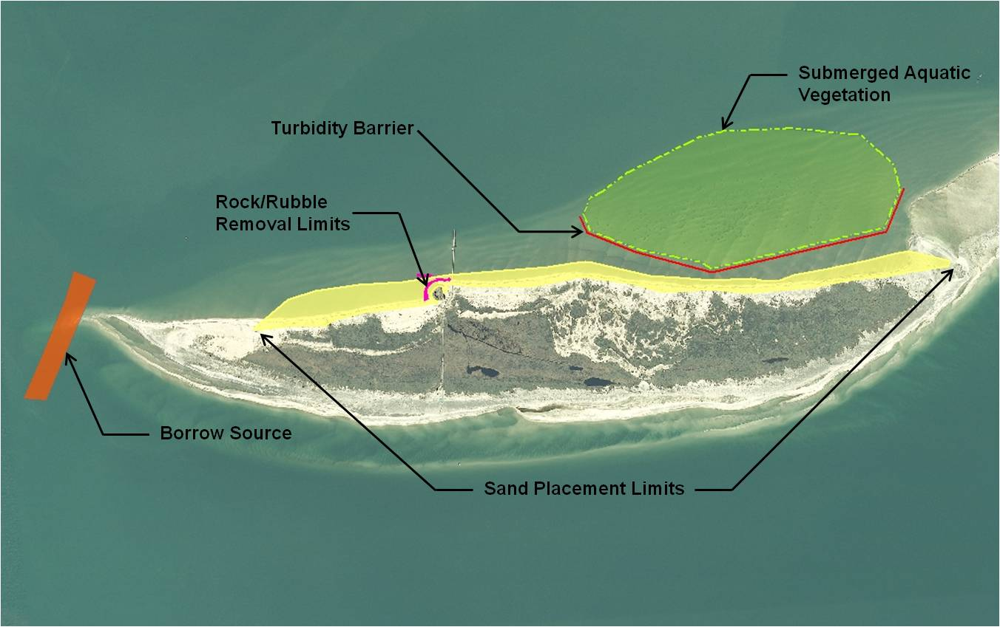 Submerged Aquatic
Vegetation
Turbidity Barrier
Rock/Rubble
Removal Limits
Borrow Source
Sand Placement Limits